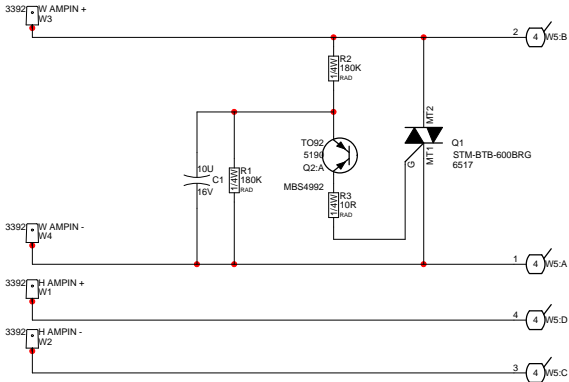 3392 W AMPIN +
W3
2 4 W5:B
R2
180K
1/4W
RAD
MT2
TO92
5190
Q2:A
MBS4992
Q1
STM-BTB-600BRG
6517
MT1
G
10U
C1
16V
R1
180K
1/4W
RAD
R3
10R
1/4W
RAD
3392 W AMPIN -
W4
1 4 W5:A
3392 H AMPIN +
W1
4 4 W5:D
3392 H AMPIN -
W2
3 4 W5:C